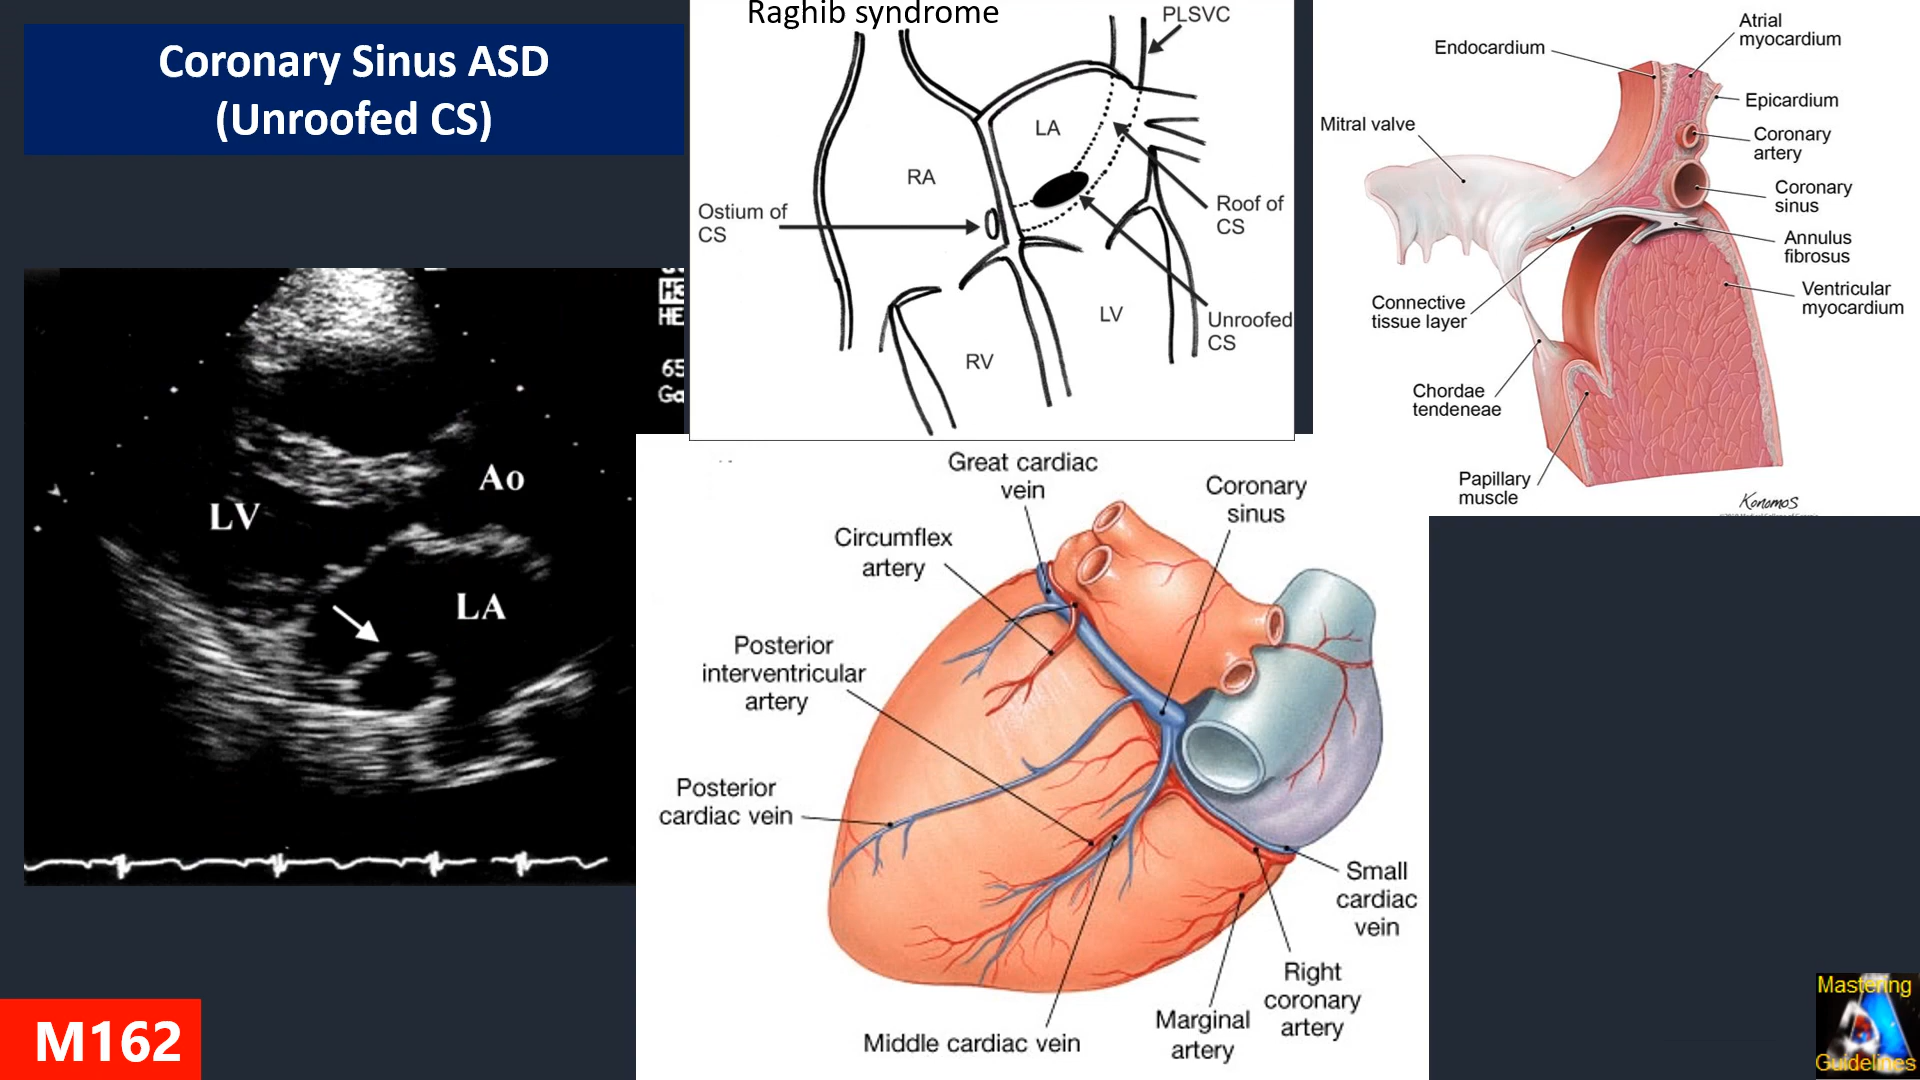 Coronary Sinus ASD
(Unroofed CS)
Raghib syndrome
PLSVC
LA
RA
Ostium of
CS
Roof of
CS
Unroofed
CS
LV
RV
Atrial
myocardium
Endocardium
Epicardium
Mitral valve
Coronary
artery
Coronary
sinus
Annulus
fibrosus
Connective
tissue layer
Ventricular
myocardium
Chordae
tendeneae
Papillary
muscle
Konomos
65
Ga
Ao
LV
LA
Great cardiac
vein
Coronary
sinus
Circumflex
artery
Posterior
interventricular
artery
Posterior
cardiac vein
Small
cardiac
vein
Right
coronary
artery
Marginal
artery
Middle cardiac vein
M162
Mastering
Guidelines